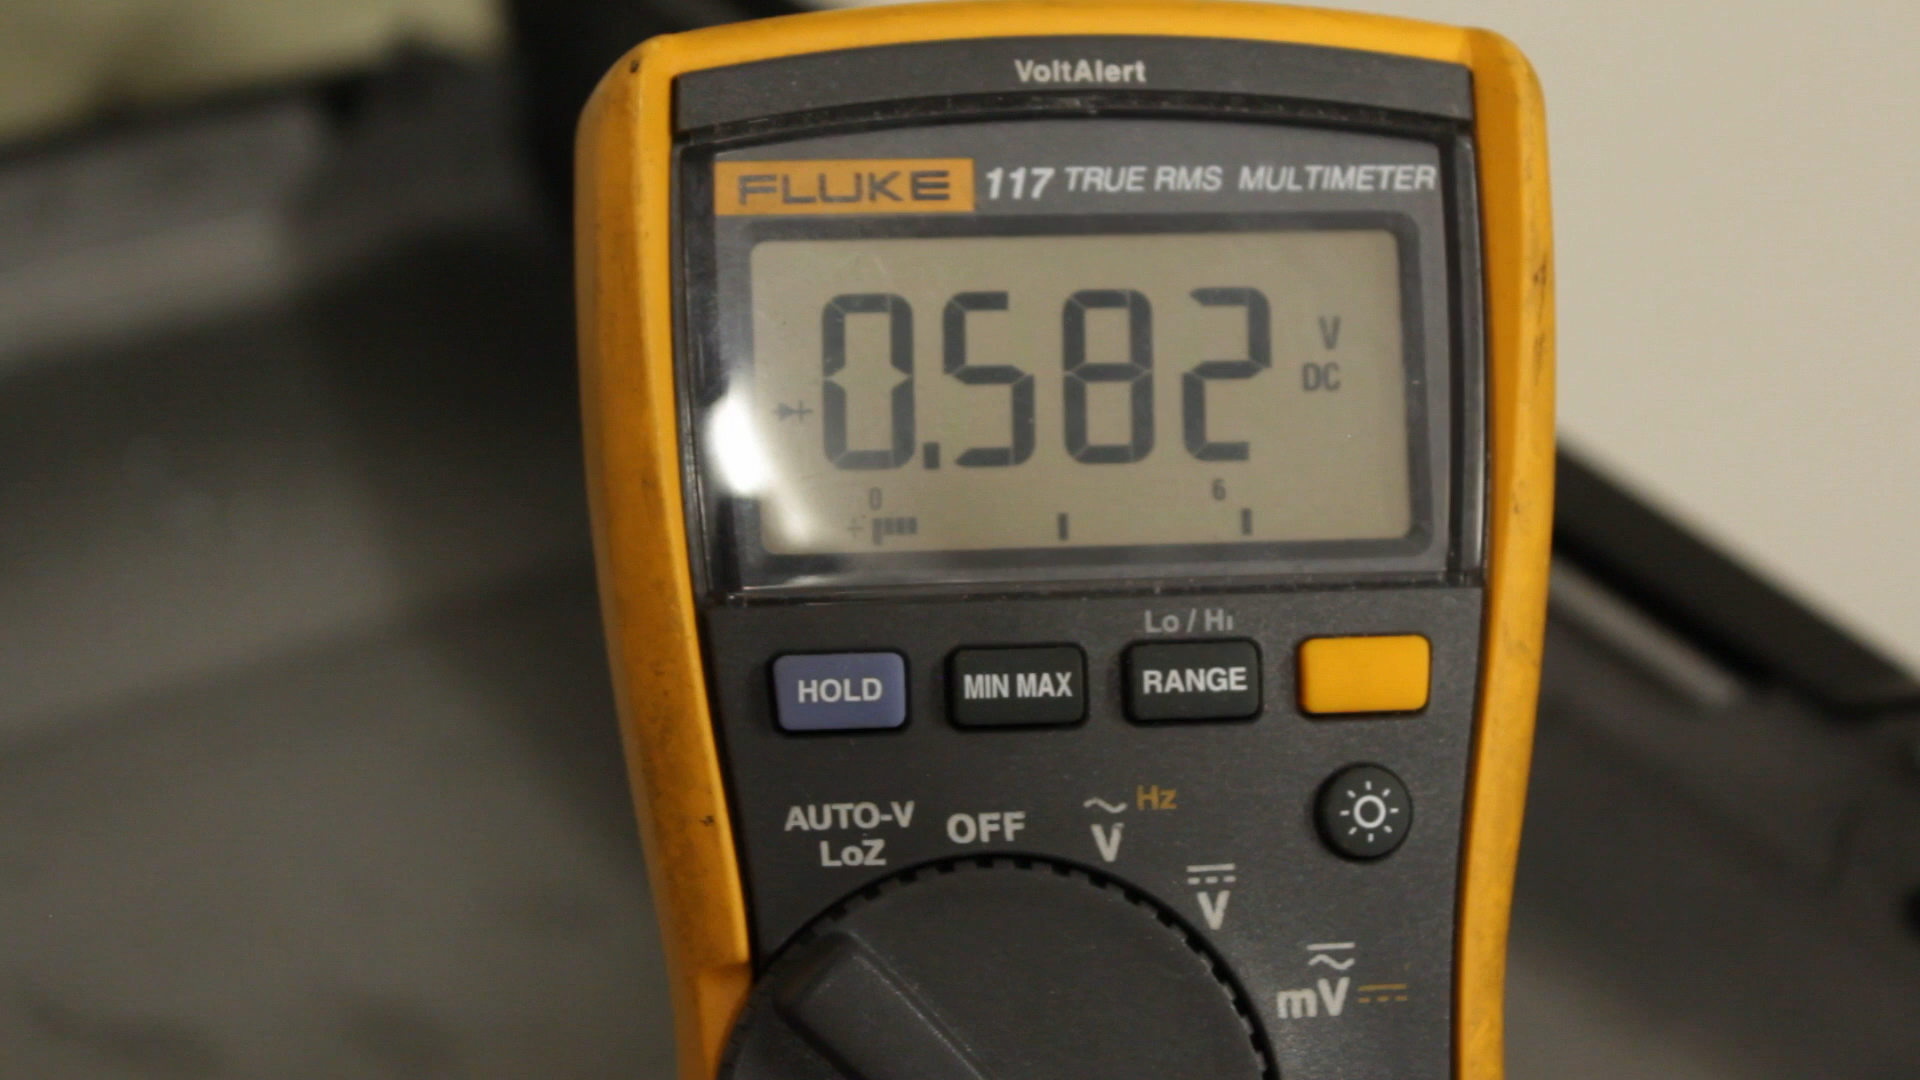 VoltAlert
FLUKE 117 TRUE RMS MULTIMETER
0.582 V DC
0 6
+
Lo / Hi
HOLD MIN MAX RANGE
AUTO-V LoZ OFF V Hz
V
mV